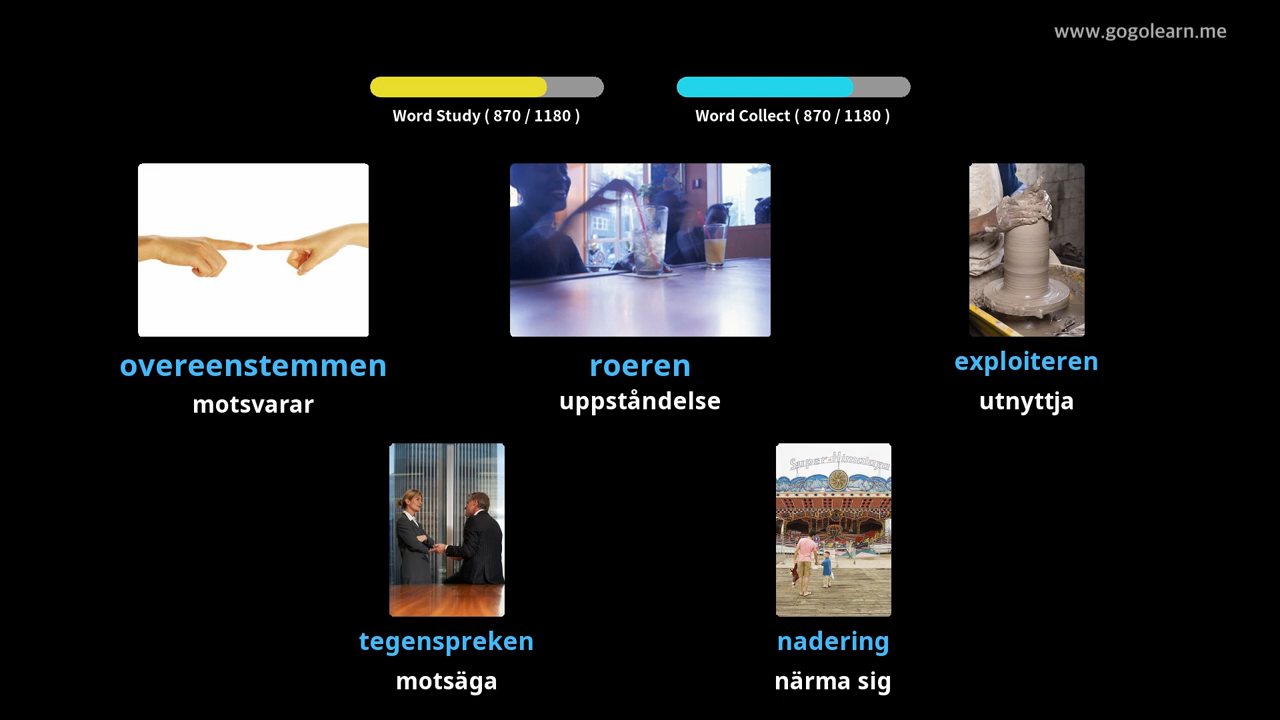 www.gogolearn.me
Word Study ( 870 / 1180 )
Word Collect ( 870 / 1180 )
overeenstemmen
motsvarar
roeren
uppståndelse
exploiteren
utnyttja
tegenspreken
motsäga
nadering
närma sig